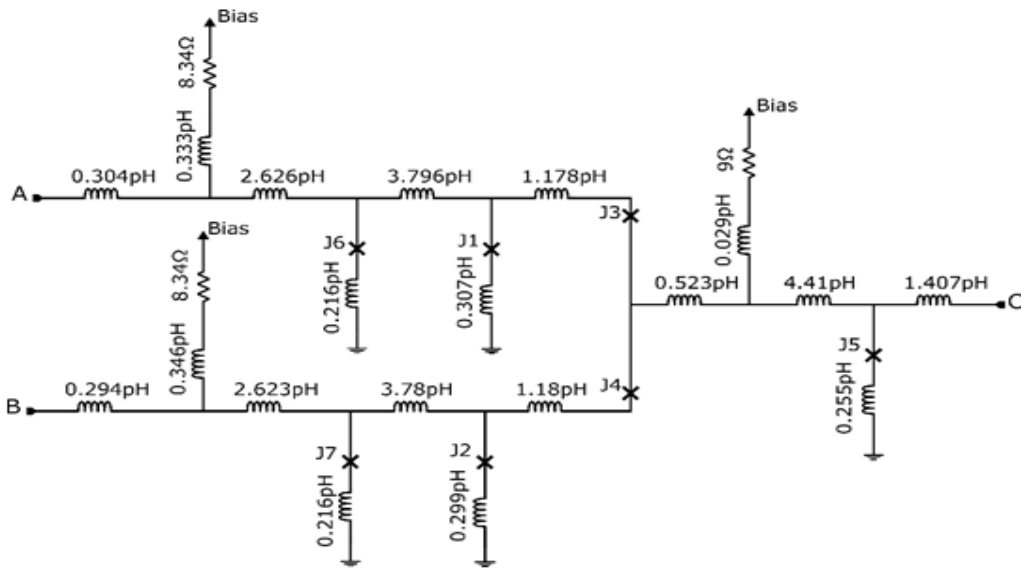 Bias
8.34Ω
0.333pH
0.304pH
2.626pH
3.796pH
1.178pH
A
J3
J6
0.216pH
J1
0.307pH
Bias
9Ω
0.029pH
0.523pH
4.41pH
1.407pH
C
J5
0.255pH
Bias
8.34Ω
0.346pH
0.294pH
2.623pH
3.78pH
1.18pH
J4
B
J7
0.216pH
J2
0.299pH